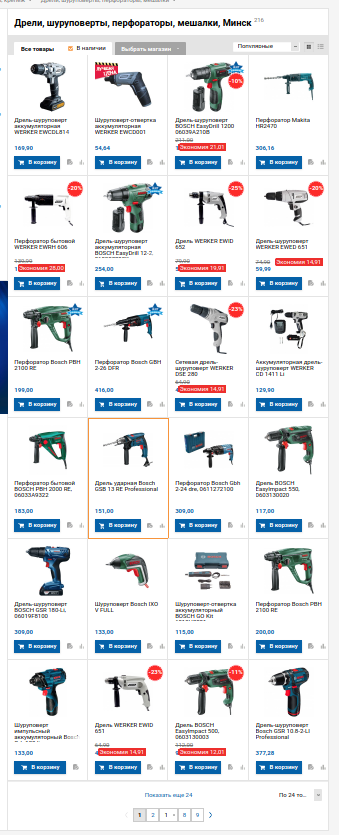 Дрели, шуруповерты, перфораторы, мешалки, Минск 216
Все товары
В наличии
Выбрать магазин
Популярные
Дрель-шуруповерт
аккумуляторная
WERKER EWCDL814
169,90
В корзину
ЛУЧШАЯ
ЦЕНА
Шуруповерт-отвертка
аккумуляторная
WERKER EWCD001
54,64
В корзину
-10%
Дрель-шуруповерт
BOSCH EasyDrill 1200
06039A210B
211,00
Экономия 21,01
В корзину
Перфоратор Makita
HR2470
306,16
В корзину
-20%
Перфоратор бытовой
WERKER EWRH 606
139,90
Экономия 28,00
В корзину
Дрель-шуруповерт
аккумуляторная
BOSCH EasyDrill 12-2,
254,00
В корзину
-25%
Дрель WERKER EWID
652
79,90
Экономия 19,91
В корзину
-20%
Дрель-шуруповерт
WERKER EWED 651
74,90
Экономия 14,91
59,99
В корзину
Перфоратор Bosch PBH
2100 RE
199,00
В корзину
Перфоратор Bosch GBH
2-26 DFR
416,00
В корзину
-23%
Сетевая дрель-
шуруповерт WERKER
DSE 280
64,90
Экономия 14,91
В корзину
Аккумуляторная дрель-
шуруповерт WERKER
CD 1411 Li
129,90
В корзину
Перфоратор бытовой
BOSCH PBH 2000 RE,
06033A9322
183,00
В корзину
Дрель ударная Bosch
GSB 13 RE Professional
151,00
В корзину
Перфоратор Bosch Gbh
2-24 dre, 0611272100
309,00
В корзину
Дрель BOSCH
EasyImpact 550,
0603130020
117,00
В корзину
Дрель-шуруповерт
BOSCH GSR 180-Li,
06019F8100
309,00
В корзину
Шуруповерт Bosch IXO
V FULL
133,00
В корзину
Шуруповерт-отвертка
аккумуляторный
BOSCH GO Kit
115,00
В корзину
Перфоратор Bosch PBH
2100 RE
200,00
В корзину
Шуруповерт
импульсный
аккумуляторный Bosch
133,00
В корзину
-23%
Дрель WERKER EWID
651
64,90
Экономия 14,91
В корзину
-11%
Дрель BOSCH
EasyImpact 500,
0603130003
112,00
Экономия 12,01
В корзину
Дрель-шуруповерт
Bosch GSR 10.8-2-LI
Professional
377,28
В корзину
Показать еще 24
По 24 то...
1 2 1 8 9